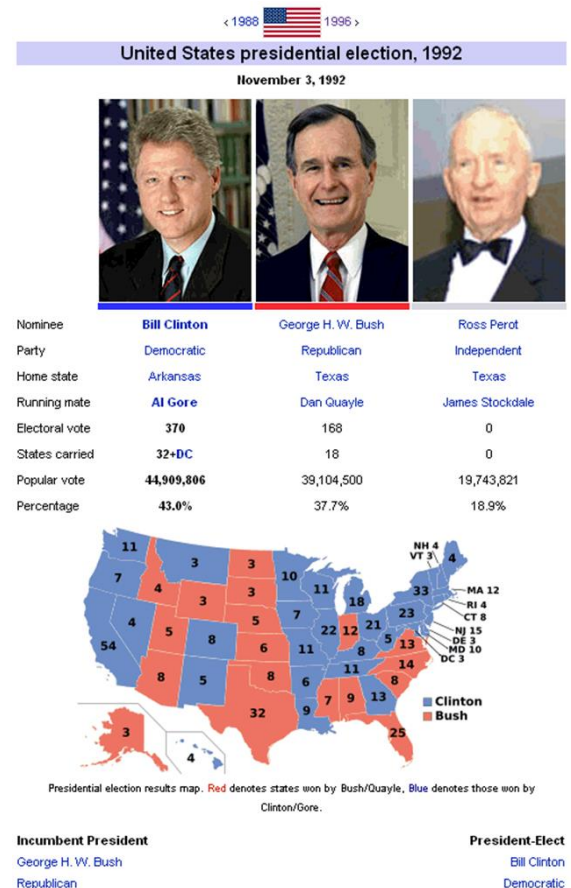 ‹ 1988 1996 ›
United States presidential election, 1992
November 3, 1992
Nominee Bill Clinton George H. W. Bush Ross Perot
Party Democratic Republican Independent
Home state Arkansas Texas Texas
Running mate Al Gore Dan Quayle James Stockdale
Electoral vote 370 168 0
States carried 32+DC 18 0
Popular vote 44,909,806 39,104,500 19,743,821
Percentage 43.0% 37.7% 18.9%
NH 4
VT 3
4
11
3
3
10
11
18
33
MA 12
RI 4
CT 8
7
4
3
3
7
22
12
21
23
NJ 15
DE 3
MD 10
DC 3
54
4
5
8
5
6
11
8
5
13
8
5
8
6
11
14
8
32
9
7
9
13
25
3
4
Clinton
Bush
Presidential election results map. Red denotes states won by Bush/Quayle, Blue denotes those won by
Clinton/Gore.
Incumbent President President-Elect
George H. W. Bush Bill Clinton
Republican Democratic